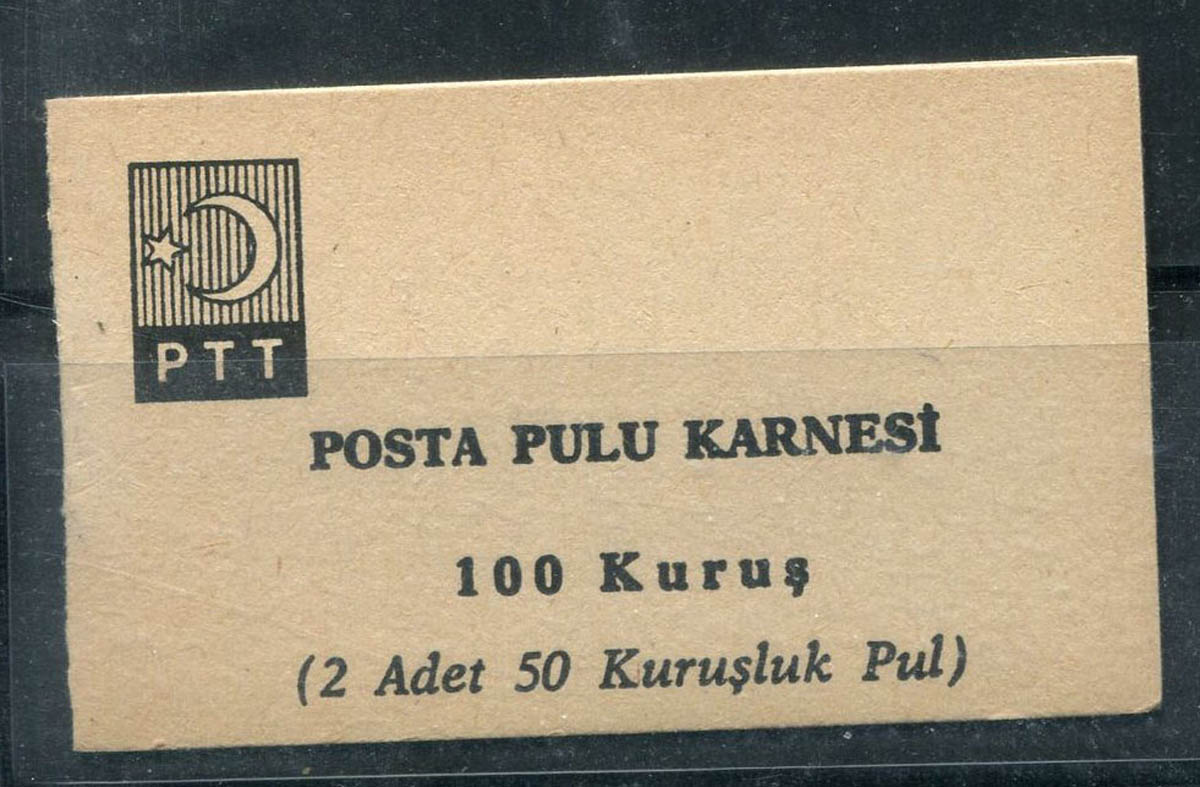 PTT
POSTA PULU KARNESİ
100 Kuruş
(2 Adet 50 Kuruşluk Pul)